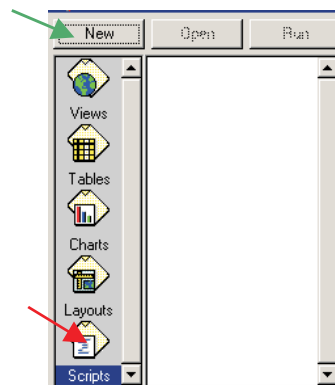 New Open Run
Views
Tables
Charts
Layouts
Scripts